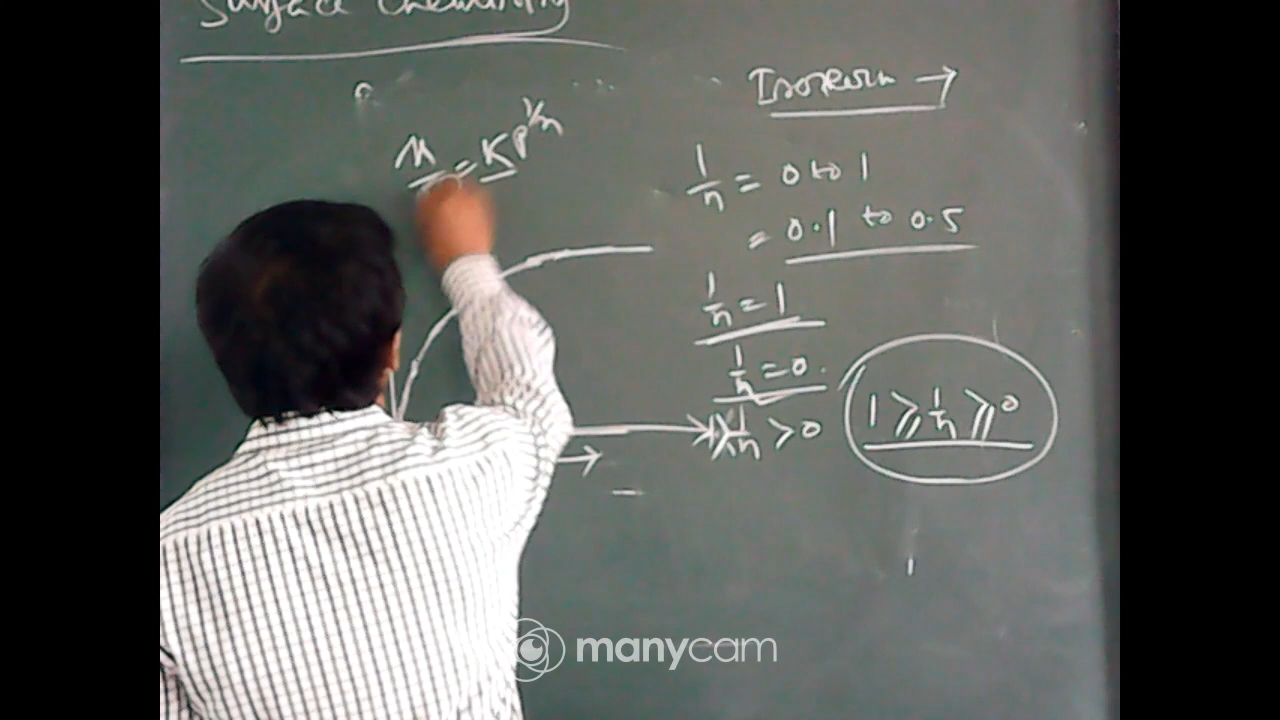 Surface Chemistry
Isotherm →
x/ = Kp^1/n
1/n = 0 to 1
= 0.1 to 0.5
1/n = 1
1/n = 0.
1 > 1/n > 0
1 ⩾ 1/n ⩾ 0
manycam